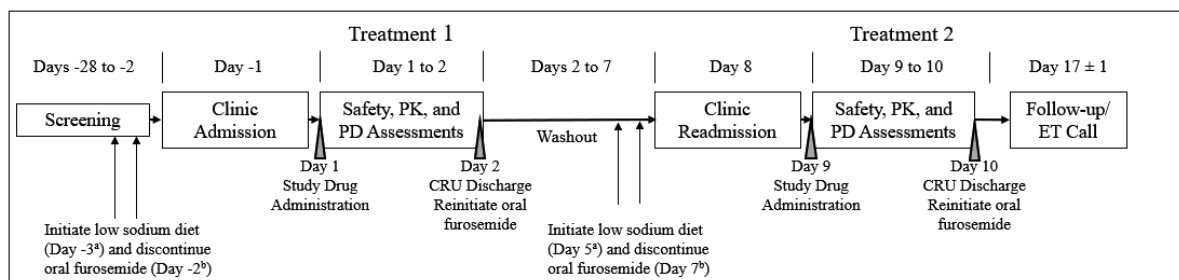 Treatment 1
Treatment 2
Days -28 to -2
Day -1
Day 1 to 2
Days 2 to 7
Day 8
Day 9 to 10
Day 17 ± 1
Screening
Clinic
Admission
Safety, PK, and
PD Assessments
Washout
Clinic
Readmission
Safety, PK, and
PD Assessments
Follow-up/
ET Call
Day 1
Study Drug
Administration
Day 2
CRU Discharge
Reinitiate oral
furosemide
Day 9
Study Drug
Administration
Day 10
CRU Discharge
Reinitiate oral
furosemide
Initiate low sodium diet
(Day -3ᵃ) and discontinue
oral furosemide (Day -2ᵇ)
Initiate low sodium diet
(Day 5ᵃ) and discontinue
oral furosemide (Day 7ᵇ)